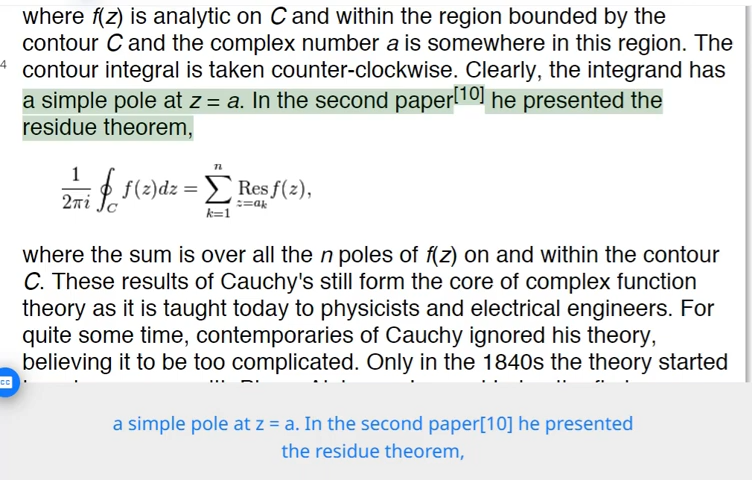 where f(z) is analytic on C and within the region bounded by the
contour C and the complex number a is somewhere in this region. The
4
contour integral is taken counter-clockwise. Clearly, the integrand has
a simple pole at z = a. In the second paper[10] he presented the
residue theorem,
1/2πi ∮_C f(z)dz = ∑_{k=1}^{n} Res_{z=a_k} f(z),
where the sum is over all the n poles of f(z) on and within the contour
C. These results of Cauchy's still form the core of complex function
theory as it is taught today to physicists and electrical engineers. For
quite some time, contemporaries of Cauchy ignored his theory,
believing it to be too complicated. Only in the 1840s the theory started
cc
a simple pole at z = a. In the second paper[10] he presented
the residue theorem,